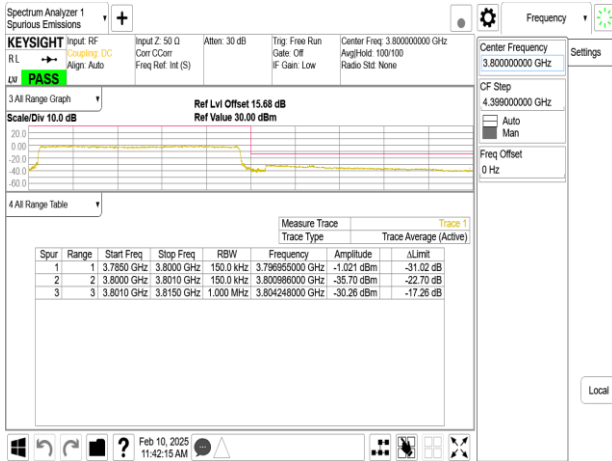 Spectrum Analyzer 1
Spurious Emissions
Frequency
KEYSIGHT
RL
PASS
Input: RF
Coupling: DC
Align: Auto
Input Z: 50 Ω
Corr CCorr
Freq Ref: Int (S)
Atten: 30 dB
Trig: Free Run
Gate: Off
IF Gain: Low
Center Freq: 3.800000000 GHz
Avg|Hold: 100/100
Radio Std: None
Center Frequency
3.800000000 GHz
Settings
CF Step
4.399000000 GHz
Auto
Man
Freq Offset
0 Hz
3 All Range Graph
Scale/Div 10.0 dB
Ref Lvl Offset 15.68 dB
Ref Value 30.00 dBm
20.0
0.00
-20.0
-40.0
-60.0
4 All Range Table
Measure Trace Trace 1
Trace Type Trace Average (Active)
Spur Range Start Freq Stop Freq RBW Frequency Amplitude ΔLimit
1 1 3.7850 GHz 3.8000 GHz 150.0 kHz 3.796955000 GHz -1.021 dBm -31.02 dB
2 2 3.8000 GHz 3.8010 GHz 150.0 kHz 3.800986000 GHz -35.70 dBm -22.70 dB
3 3 3.8010 GHz 3.8150 GHz 1.000 MHz 3.804248000 GHz -30.26 dBm -17.26 dB
Local
Feb 10, 2025
11:42:15 AM